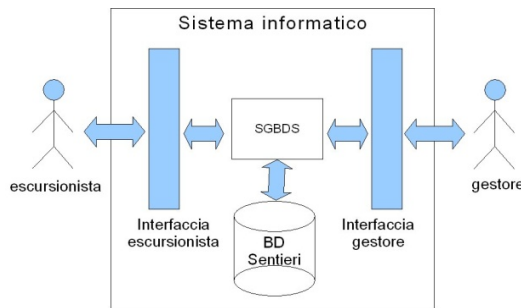 Sistema informatico
SGBDS
escursionista
gestore
Interfaccia
escursionista
BD
Sentieri
Interfaccia
gestore